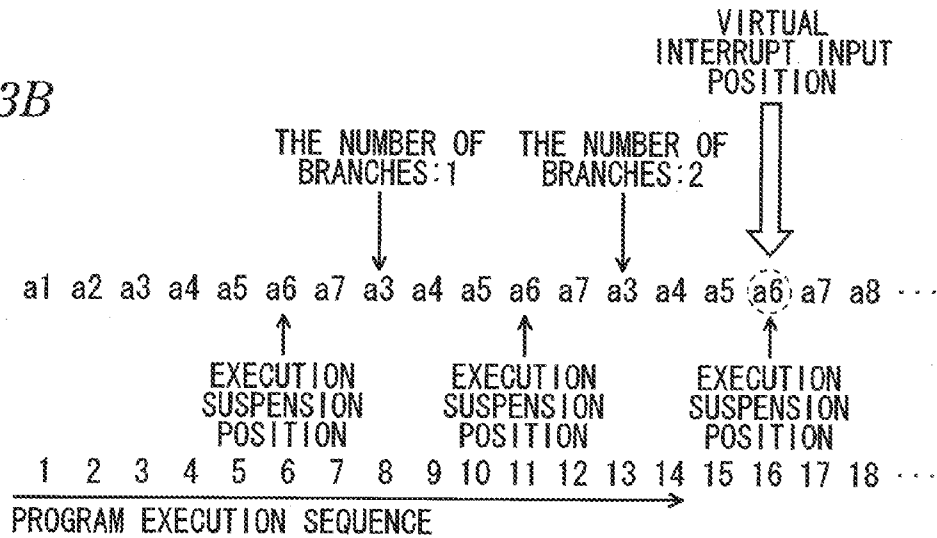 3B
VIRTUAL
INTERRUPT INPUT
POSITION
THE NUMBER OF
BRANCHES:1
THE NUMBER OF
BRANCHES:2
a1 a2 a3 a4 a5 a6 a7 a3 a4 a5 a6 a7 a3 a4 a5 a6 a7 a8 ...
EXECUTION
SUSPENSION
POSITION
EXECUTION
SUSPENSION
POSITION
EXECUTION
SUSPENSION
POSITION
1 2 3 4 5 6 7 8 9 10 11 12 13 14 15 16 17 18 ...
PROGRAM EXECUTION SEQUENCE